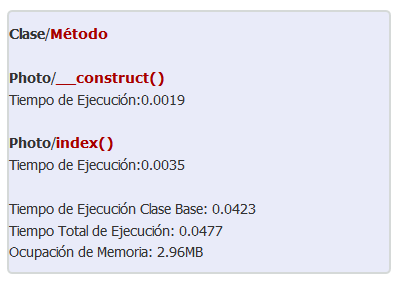 Clase/Método
Photo/__construct()
Tiempo de Ejecución:0.0019
Photo/index()
Tiempo de Ejecución:0.0035
Tiempo de Ejecución Clase Base: 0.0423
Tiempo Total de Ejecución: 0.0477
Ocupación de Memoria: 2.96MB